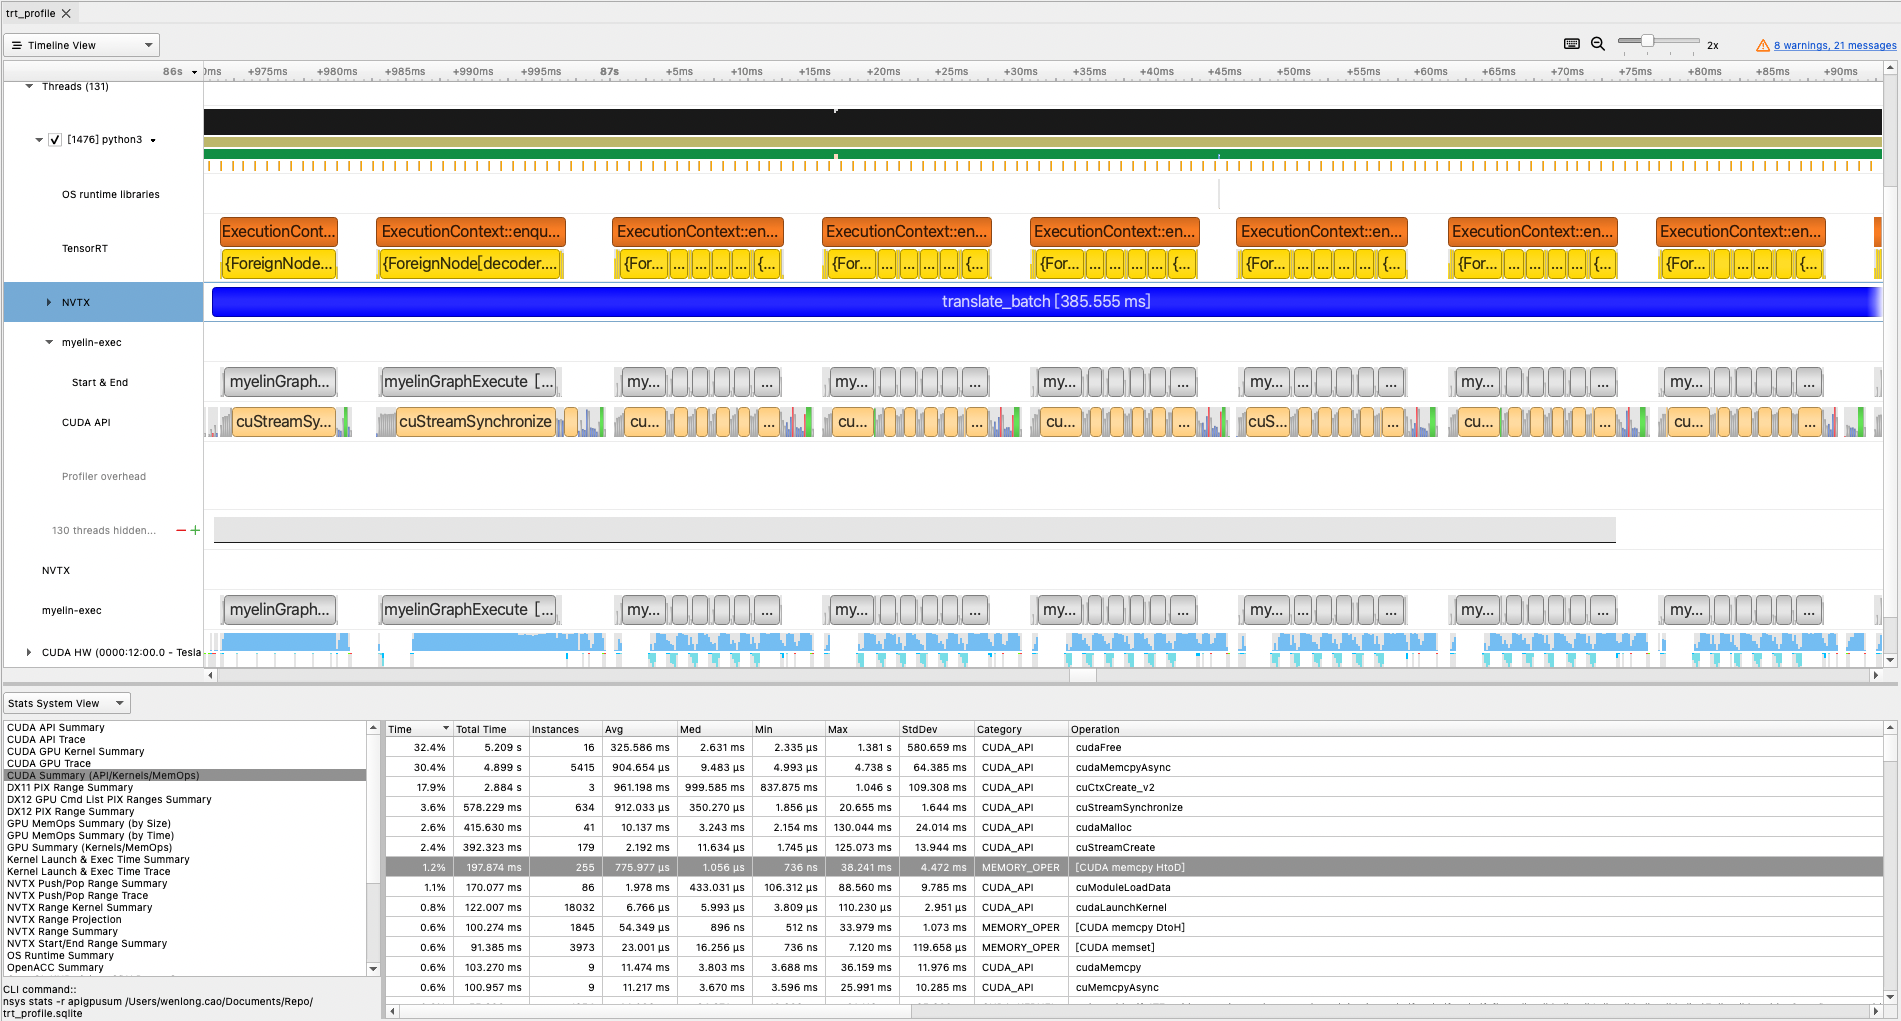 trt_profile
Timeline View
2x
8 warnings, 21 messages
86s
0ms +975ms +980ms +985ms +990ms +995ms 87s +5ms +10ms +15ms +20ms +25ms +30ms +35ms +40ms +45ms +50ms +55ms +60ms +65ms +70ms +75ms +80ms +85ms +90ms
Threads (131)
[1476] python3
OS runtime libraries
TensorRT
ExecutionCont... ExecutionContext::enqu... ExecutionContext::en... ExecutionContext::en... ExecutionContext::en... ExecutionContext::en... ExecutionContext::en... ExecutionContext::en...
{ForeignNode... {ForeignNode[decoder.... {For... ... ... ... ... {... {For... ... ... ... ... {... {For... ... ... ... ... {... {For... ... ... ... ... {... {For... ... ... ... ... {... {For... ... ... {...
NVTX
translate_batch [385.555 ms]
myelin-exec
Start & End
myelinGraph... myelinGraphExecute [... my... ... my... ... my... ... my... ... ... my... ... my... ...
CUDA API
cuStreamSy... cuStreamSynchronize cu... ... cu... ... cu... ... cuS... ... cu... ... cu... ...
Profiler overhead
130 threads hidden...
NVTX
myelin-exec
myelinGraph... myelinGraphExecute [... my... ... my... ... my... ... my... ... ... my... ... my... ...
CUDA HW (0000:12:00.0 - Tesla
Stats System View
CUDA API Summary
CUDA API Trace
CUDA GPU Kernel Summary
CUDA GPU Trace
CUDA Summary (API/Kernels/MemOps)
DX11 PIX Range Summary
DX12 GPU Cmd List PIX Ranges Summary
DX12 PIX Range Summary
GPU MemOps Summary (by Size)
GPU MemOps Summary (by Time)
GPU Summary (Kernels/MemOps)
Kernel Launch & Exec Time Summary
Kernel Launch & Exec Time Trace
NVTX Push/Pop Range Summary
NVTX Push/Pop Range Trace
NVTX Range Kernel Summary
NVTX Range Projection
NVTX Range Summary
NVTX Start/End Range Summary
OS Runtime Summary
OpenACC Summary
CLI command::
nsys stats -r apigpusum /Users/wenlong.cao/Documents/Repo/
trt_profile.sqlite
Time Total Time Instances Avg Med Min Max StdDev Category Operation
32.4% 5.209 s 16 325.586 ms 2.631 ms 2.335 μs 1.381 s 580.659 ms CUDA_API cudaFree
30.4% 4.899 s 5415 904.654 μs 9.483 μs 4.993 μs 4.738 s 64.385 ms CUDA_API cudaMemcpyAsync
17.9% 2.884 s 3 961.198 ms 999.585 ms 837.875 ms 1.046 s 109.308 ms CUDA_API cuCtxCreate_v2
3.6% 578.229 ms 634 912.033 μs 350.270 μs 1.856 μs 20.655 ms 1.644 ms CUDA_API cuStreamSynchronize
2.6% 415.630 ms 41 10.137 ms 3.243 ms 2.154 ms 130.044 ms 24.014 ms CUDA_API cudaMalloc
2.4% 392.323 ms 179 2.192 ms 11.634 μs 1.745 μs 125.073 ms 13.944 ms CUDA_API cuStreamCreate
1.2% 197.874 ms 255 775.977 μs 1.056 μs 736 ns 38.241 ms 4.472 ms MEMORY_OPER [CUDA memcpy HtoD]
1.1% 170.077 ms 86 1.978 ms 433.031 μs 106.312 μs 88.560 ms 9.785 ms CUDA_API cuModuleLoadData
0.8% 122.007 ms 18032 6.766 μs 5.993 μs 3.809 μs 110.230 μs 2.951 μs CUDA_API cudaLaunchKernel
0.6% 100.274 ms 1845 54.349 μs 896 ns 512 ns 33.979 ms 1.073 ms MEMORY_OPER [CUDA memcpy DtoH]
0.6% 91.385 ms 3973 23.001 μs 16.256 μs 736 ns 7.120 ms 119.658 μs MEMORY_OPER [CUDA memset]
0.6% 103.270 ms 9 11.474 ms 3.803 ms 3.688 ms 36.159 ms 11.976 ms CUDA_API cudaMemcpy
0.6% 100.957 ms 9 11.217 ms 3.670 ms 3.596 ms 25.991 ms 10.285 ms CUDA_API cuMemcpyAsync